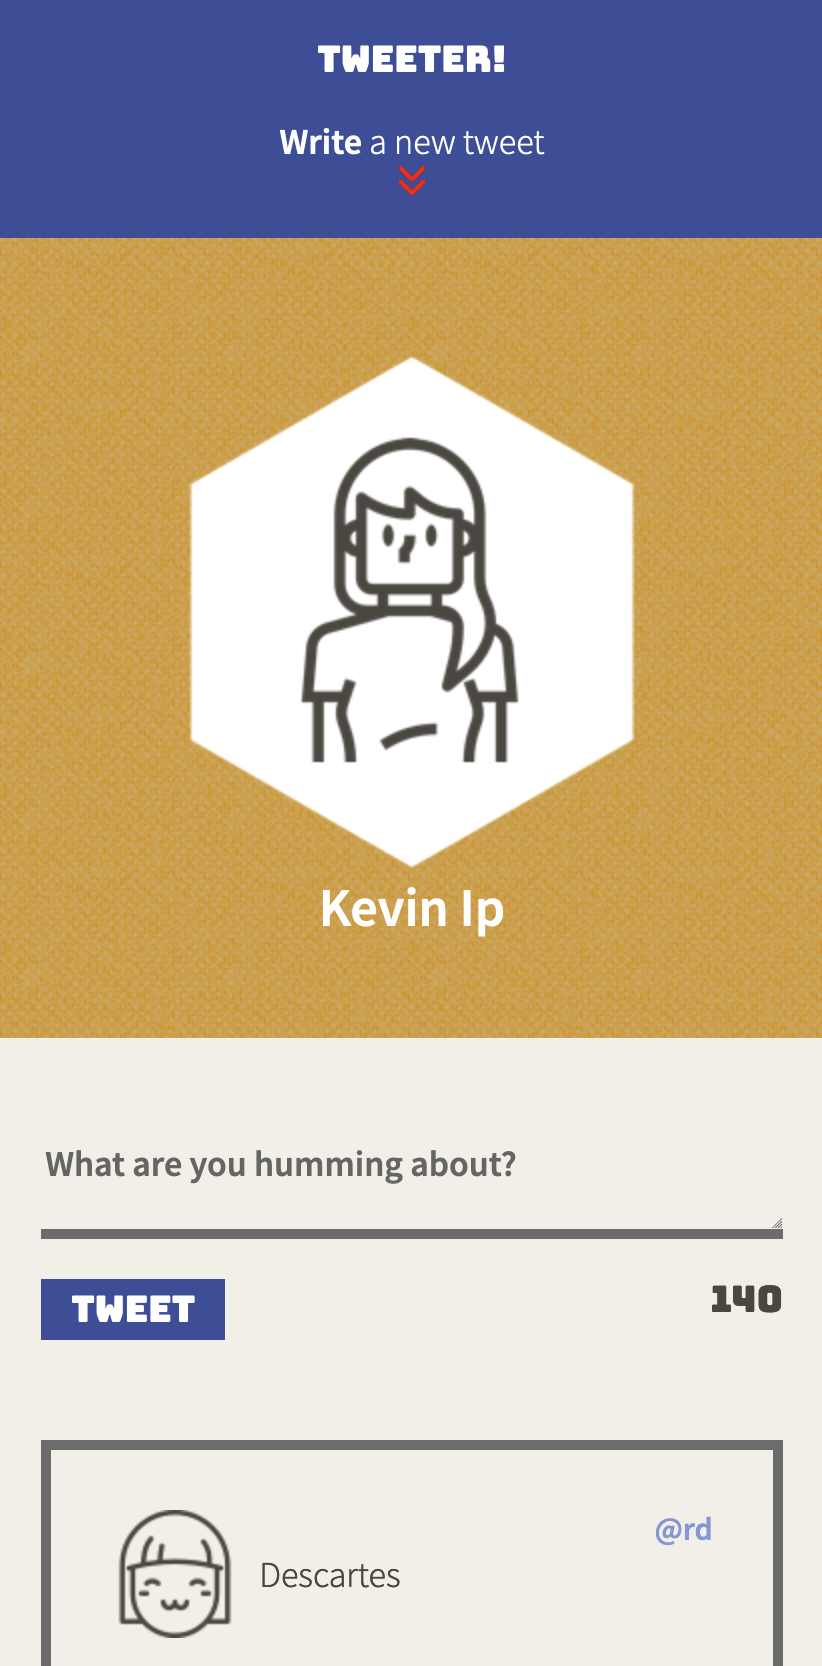 TWEETER!
Write a new tweet
Kevin Ip
What are you humming about?
TWEET
140
@rd
Descartes